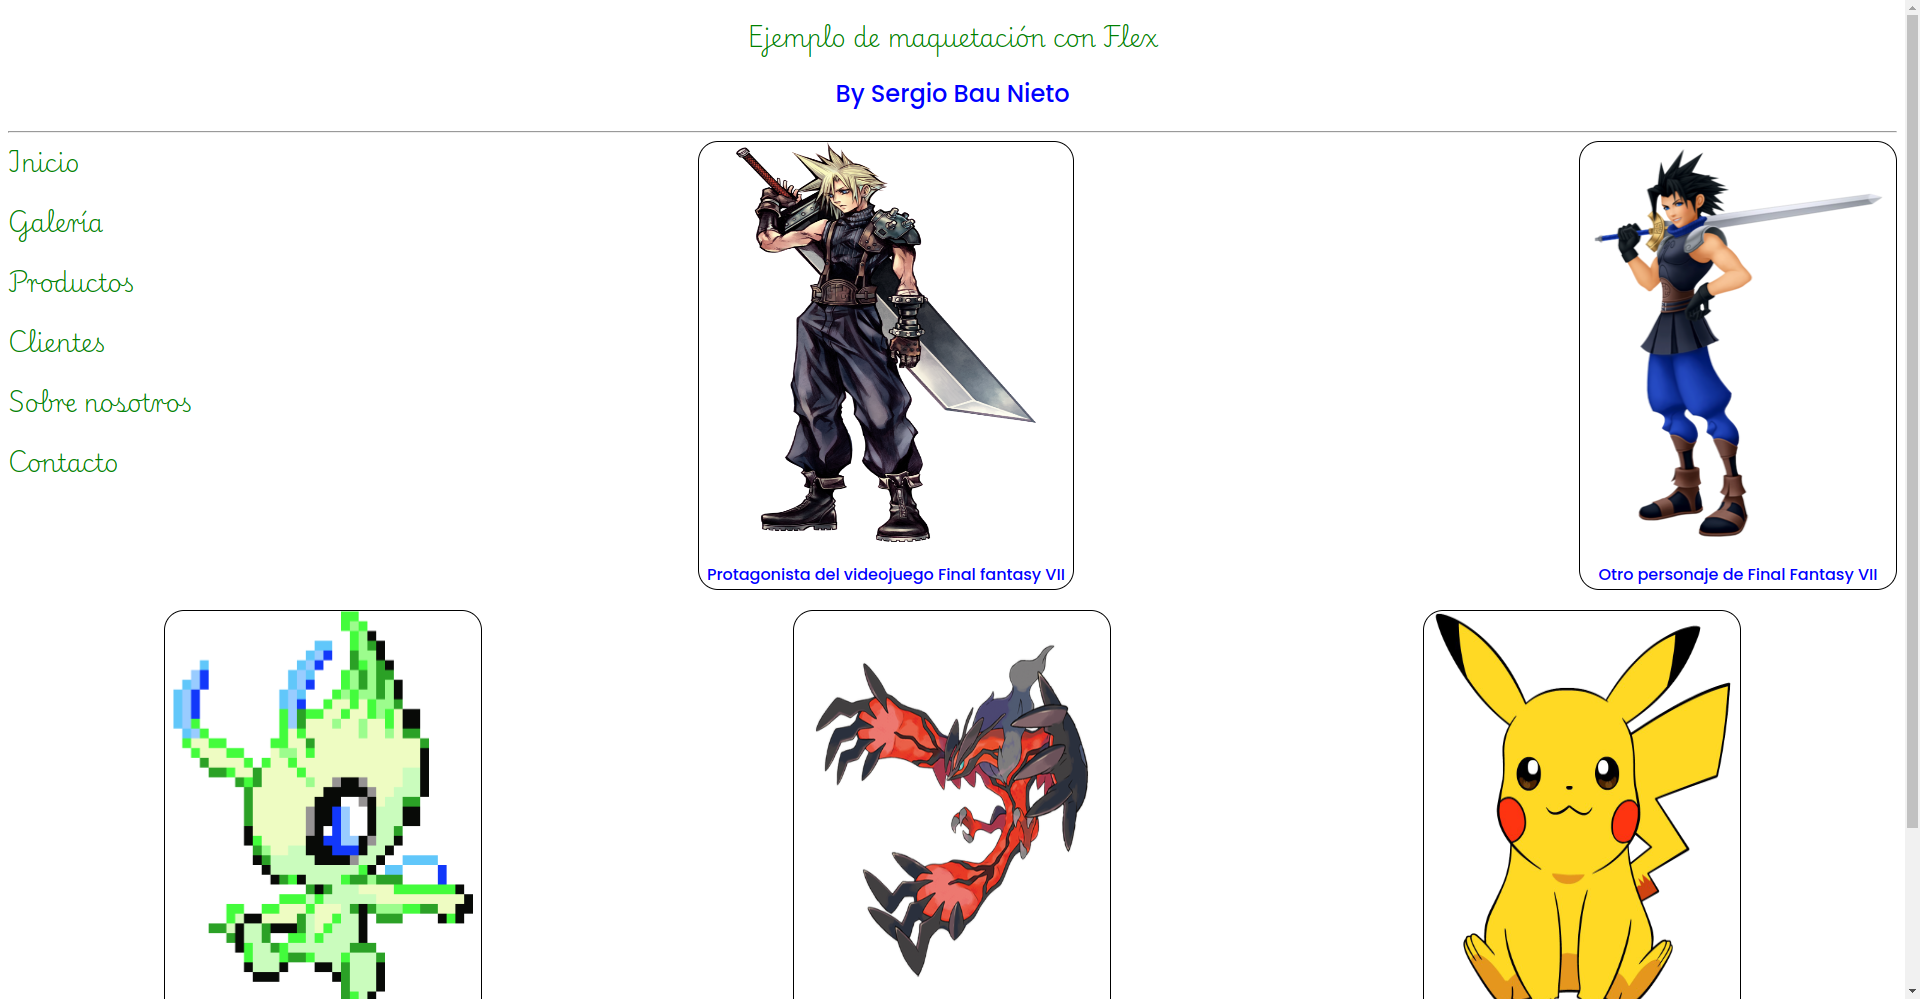 Ejemplo de maquetación con Flex
By Sergio Bau Nieto
Inicio
Galería
Productos
Clientes
Sobre nosotros
Contacto
Protagonista del videojuego Final fantasy VII
Otro personaje de Final Fantasy VII